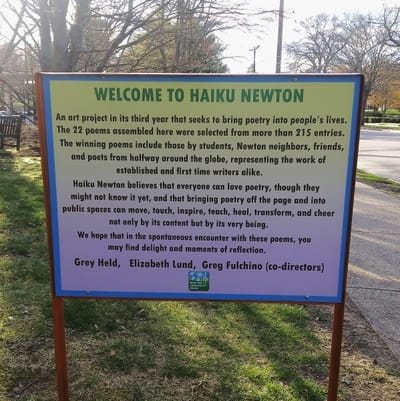 WELCOME TO HAIKU NEWTON
An art project in its third year that seeks to bring poetry into people's lives.
The 22 poems assembled here were selected from more than 215 entries.
The winning poems include those by students, Newton neighbors, friends,
and poets from halfway around the globe, representing the work of
established and first time writers alike.
Haiku Newton believes that everyone can love poetry, though they
might not know it yet, and that bringing poetry off the page and into
public spaces can move, touch, inspire, teach, heal, transform, and cheer
not only by its content but by its very being.
We hope that in the spontaneous encounter with these poems, you
may find delight and moments of reflection.
Grey Held, Elizabeth Lund, Greg Fulchino (co-directors)